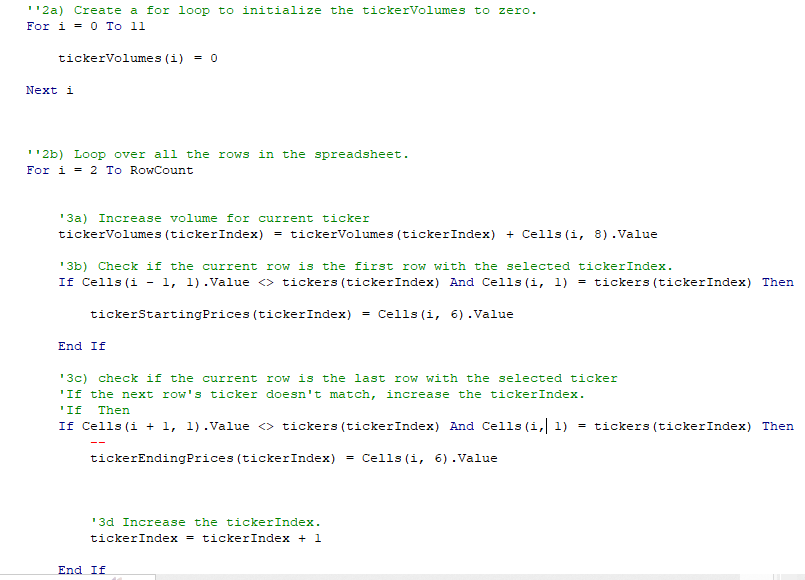 ''2a) Create a for loop to initialize the tickerVolumes to zero.
For i = 0 To 11
tickerVolumes(i) = 0
Next i
''2b) Loop over all the rows in the spreadsheet.
For i = 2 To RowCount
'3a) Increase volume for current ticker
tickerVolumes(tickerIndex) = tickerVolumes(tickerIndex) + Cells(i, 8).Value
'3b) Check if the current row is the first row with the selected tickerIndex.
If Cells(i - 1, 1).Value <> tickers(tickerIndex) And Cells(i, 1) = tickers(tickerIndex) Then
tickerStartingPrices(tickerIndex) = Cells(i, 6).Value
End If
'3c) check if the current row is the last row with the selected ticker
'If the next row's ticker doesn't match, increase the tickerIndex.
'If  Then
If Cells(i + 1, 1).Value <> tickers(tickerIndex) And Cells(i, 1) = tickers(tickerIndex) Then
--
tickerEndingPrices(tickerIndex) = Cells(i, 6).Value
'3d Increase the tickerIndex.
tickerIndex = tickerIndex + 1
End If